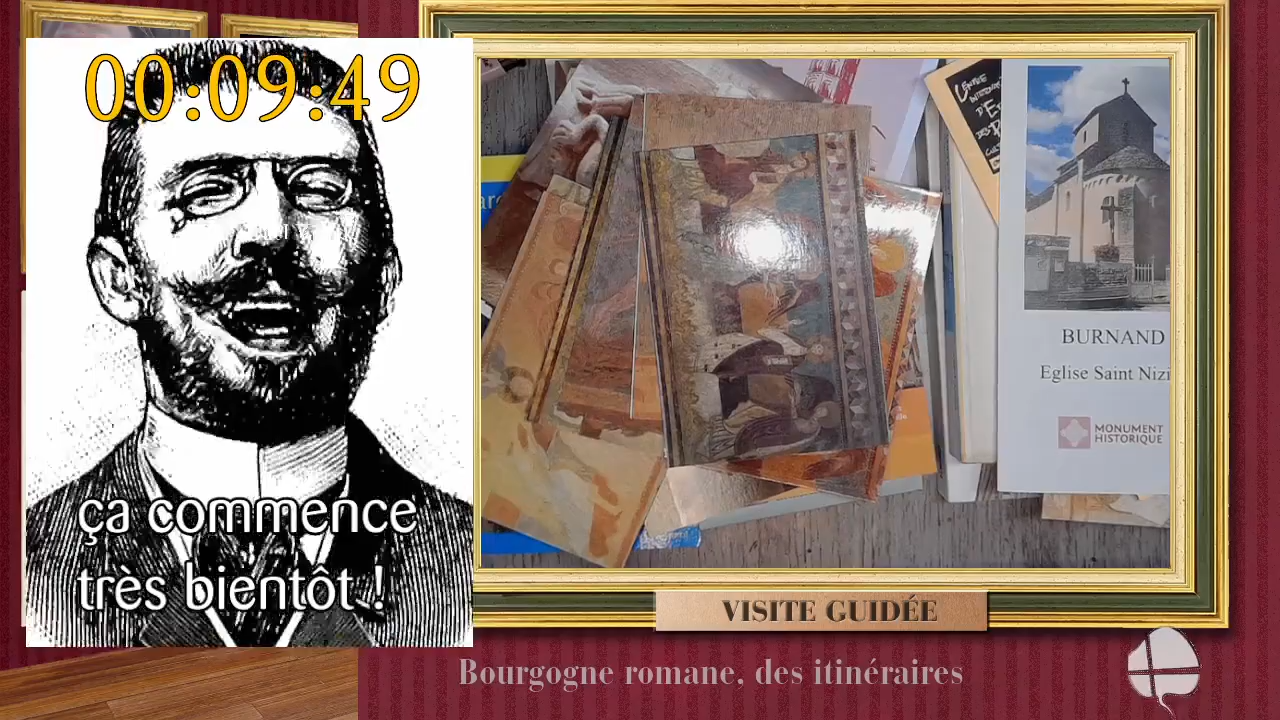 00:09:49
ça commence
très bientôt !
BURNAND
Eglise Saint Nizi
MONUMENT
HISTORIQUE
VISITE GUIDÉE
Bourgogne romane, des itinéraires